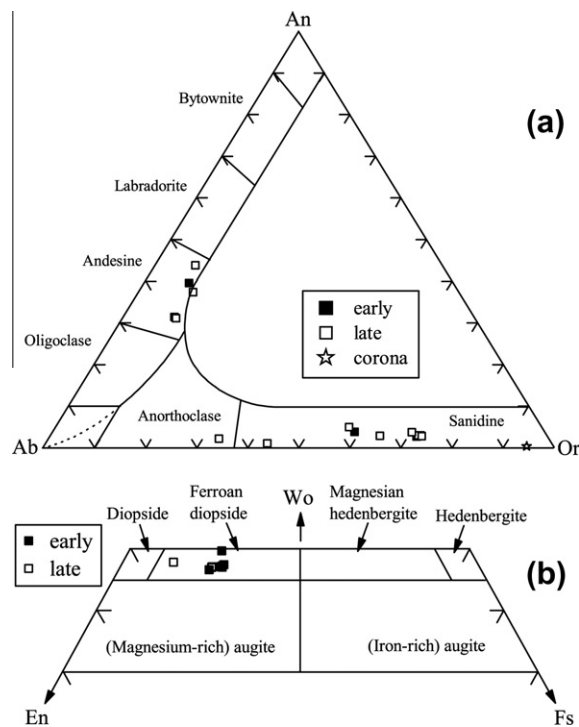 An
(a)
Bytownite
Labradorite
Andesine
Oligoclase
early
late
corona
Anorthoclase
Sanidine
Ab
Or
Wo
(b)
Diopside
Ferroan
diopside
Magnesian
hedenbergite
Hedenbergite
early
late
(Magnesium-rich) augite
(Iron-rich) augite
En
Fs